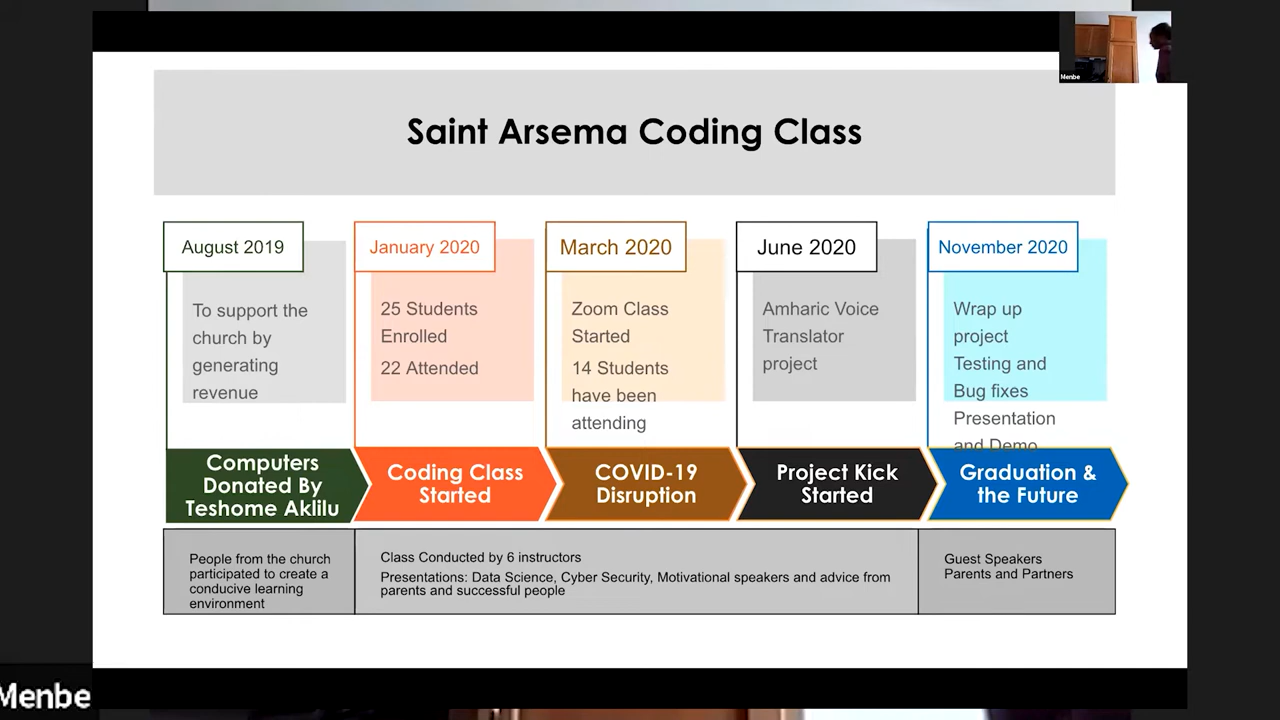 Menbe
Saint Arsema Coding Class
August 2019
To support the
church by
generating
revenue
Computers
Donated By
Teshome Aklilu
January 2020
25 Students
Enrolled
22 Attended
Coding Class
Started
March 2020
Zoom Class
Started
14 Students
have been
attending
COVID-19
Disruption
June 2020
Amharic Voice
Translator
project
Project Kick
Started
November 2020
Wrap up
project
Testing and
Bug fixes
Presentation
and Demo
Graduation &
the Future
People from the church
participated to create a
conducive learning
environment
Class Conducted by 6 instructors
Presentations: Data Science, Cyber Security, Motivational speakers and advice from
parents and successful people
Guest Speakers
Parents and Partners
Menbe